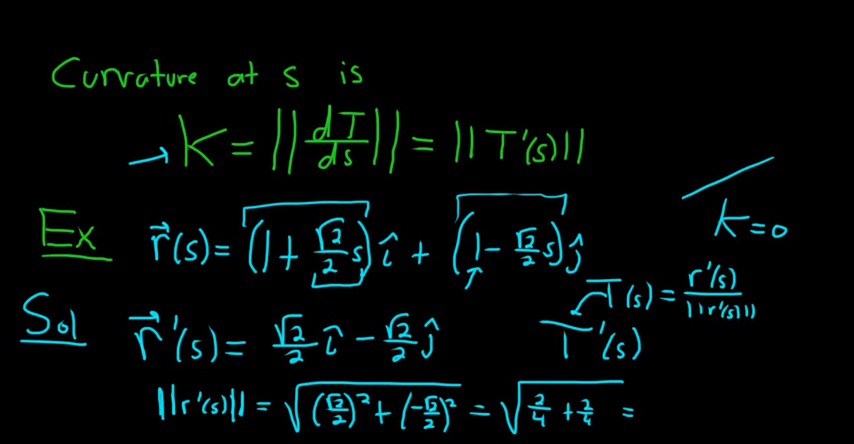 Curvature at s is
→ K = ||dT/ds|| = ||T'(s)||
K=0
Ex r⃗(s) = (1 + √2/2 s) î + (1 - √2/2 s) ĵ
T(s) = r'(s)/||r'(s)||
Sol r⃗'(s) = √2/2 î - √2/2 ĵ T'(s)
||r'(s)|| = √((√2/2)² + (-√2/2)²) = √(2/4 + 2/4) =